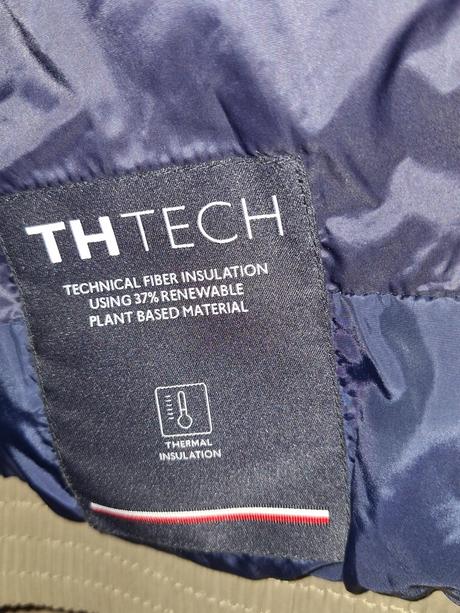 THTECH
TECHNICAL FIBER INSULATION
USING 37% RENEWABLE
PLANT BASED MATERIAL
THERMAL
INSULATION